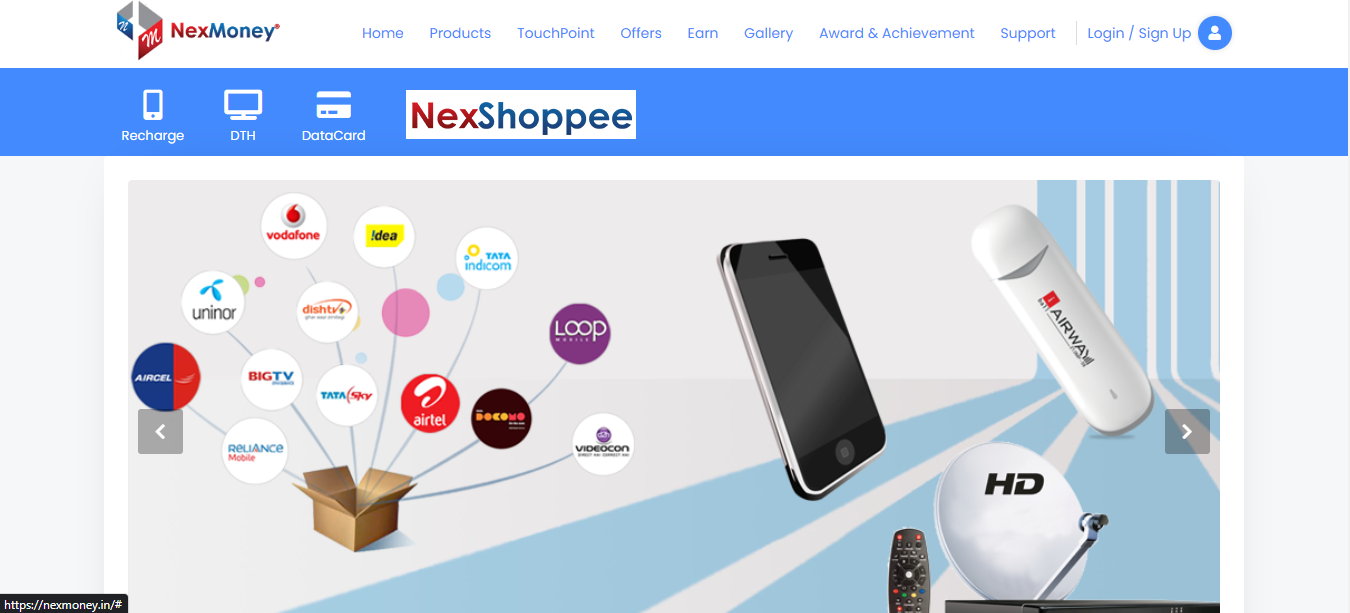 NexMoney®
Home Products TouchPoint Offers Earn Gallery Award & Achievement Support Login / Sign Up
Recharge DTH DataCard
NexShoppee
vodafone
!dea
TATA
indicom
uninor
dishtv
LOOP
MOBILE
AIRCEL
BIGTV
TATA Sky
airtel
DOCOMO
RELIANCE
Mobile
VIDEOCON
AIRWAY
HD
https://nexmoney.in/#